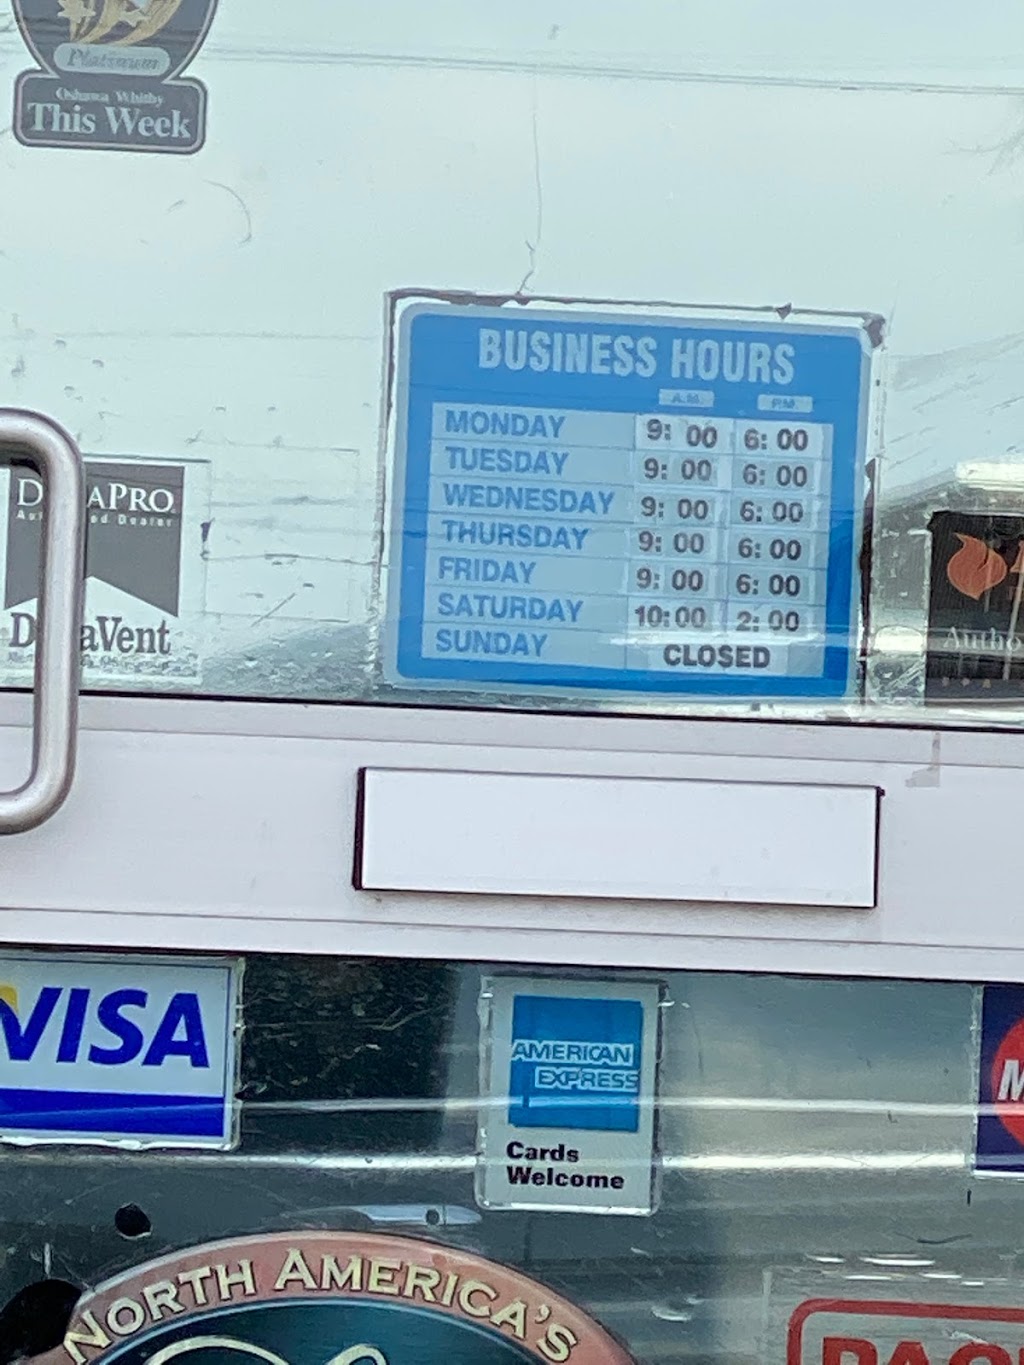 Platinum
Oshawa Whitby
This Week
BUSINESS HOURS
A.M. P.M.
MONDAY 9: 00 6: 00
TUESDAY 9: 00 6: 00
WEDNESDAY 9: 00 6: 00
THURSDAY 9: 00 6: 00
FRIDAY 9: 00 6: 00
SATURDAY 10:00 2: 00
SUNDAY CLOSED
Dealer
VISA
AMERICAN
EXPRESS
Cards
Welcome
M
NORTH AMERICA'S